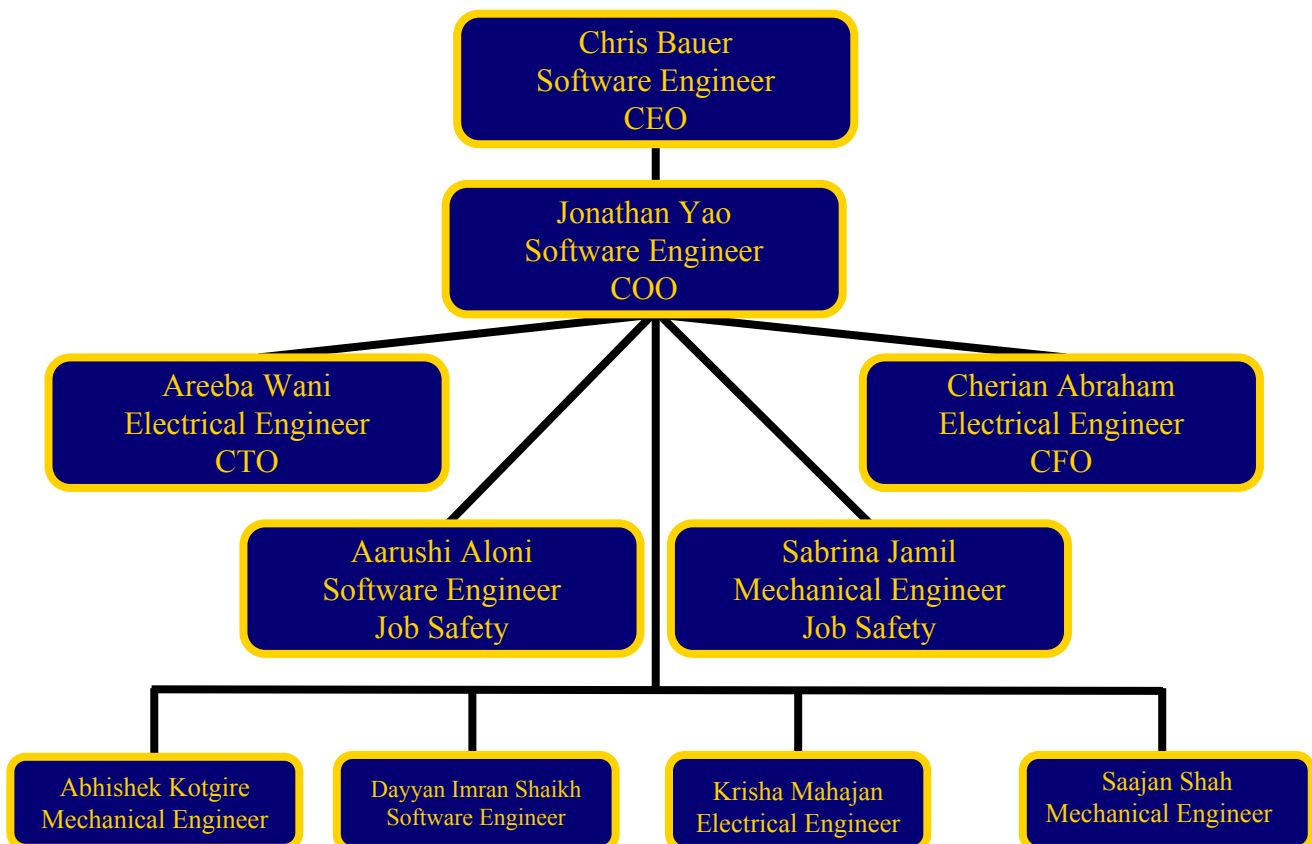 Chris Bauer
Software Engineer
CEO
Jonathan Yao
Software Engineer
COO
Areeba Wani
Electrical Engineer
CTO
Cherian Abraham
Electrical Engineer
CFO
Aarushi Aloni
Software Engineer
Job Safety
Sabrina Jamil
Mechanical Engineer
Job Safety
Abhishek Kotgire
Mechanical Engineer
Dayyan Imran Shaikh
Software Engineer
Krisha Mahajan
Electrical Engineer
Saajan Shah
Mechanical Engineer